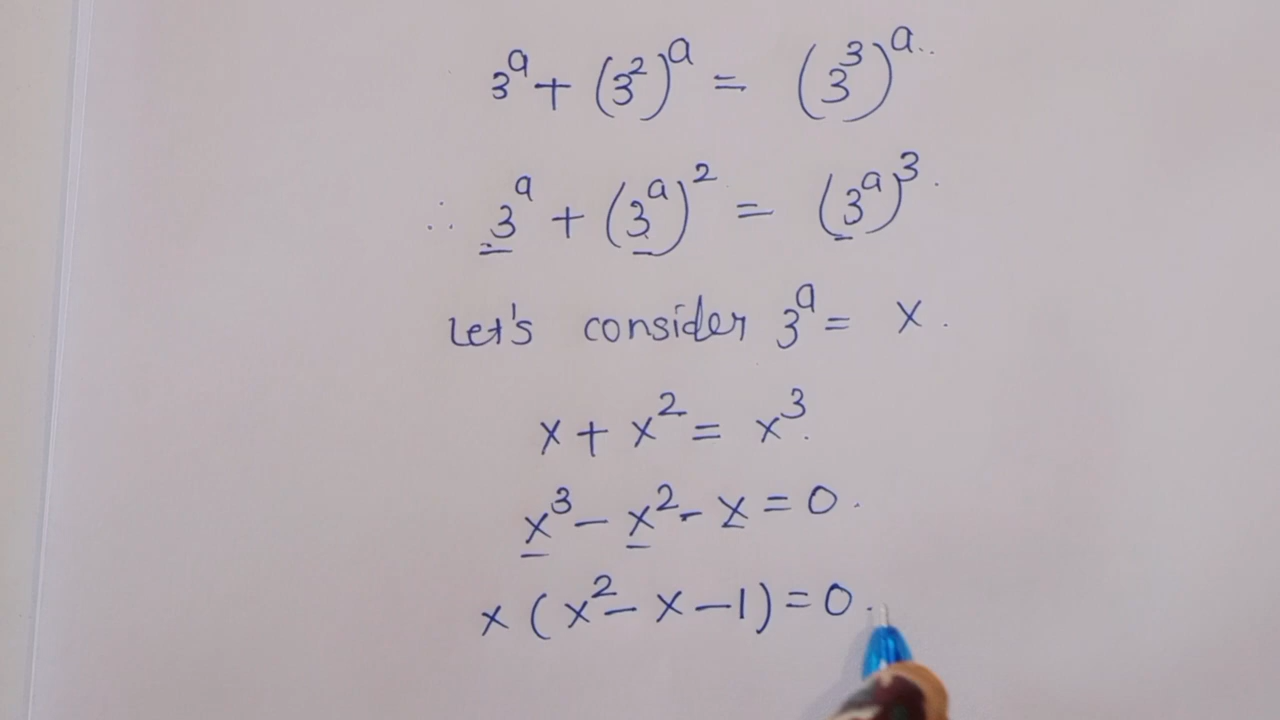 3^a + (3^2)^a = (3^3)^a..
∴ 3^a + (3^a)^2 = (3^a)^3.
Let's consider 3^a = x.
x + x^2 = x^3.
x^3 - x^2 - x = 0.
x(x^2 - x - 1) = 0.